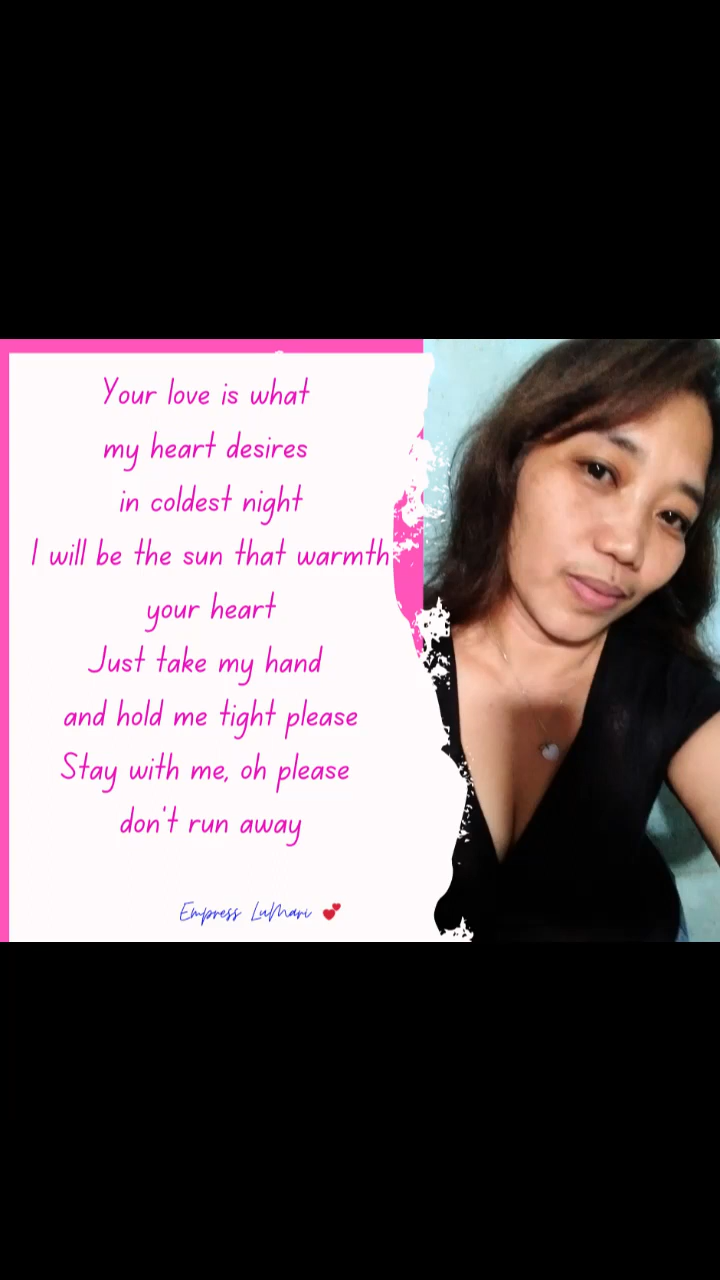 Your love is what
my heart desires
in coldest night
I will be the sun that warmth
your heart
Just take my hand
and hold me tight please
Stay with me, oh please
don't run away
Empress LuMari 💕